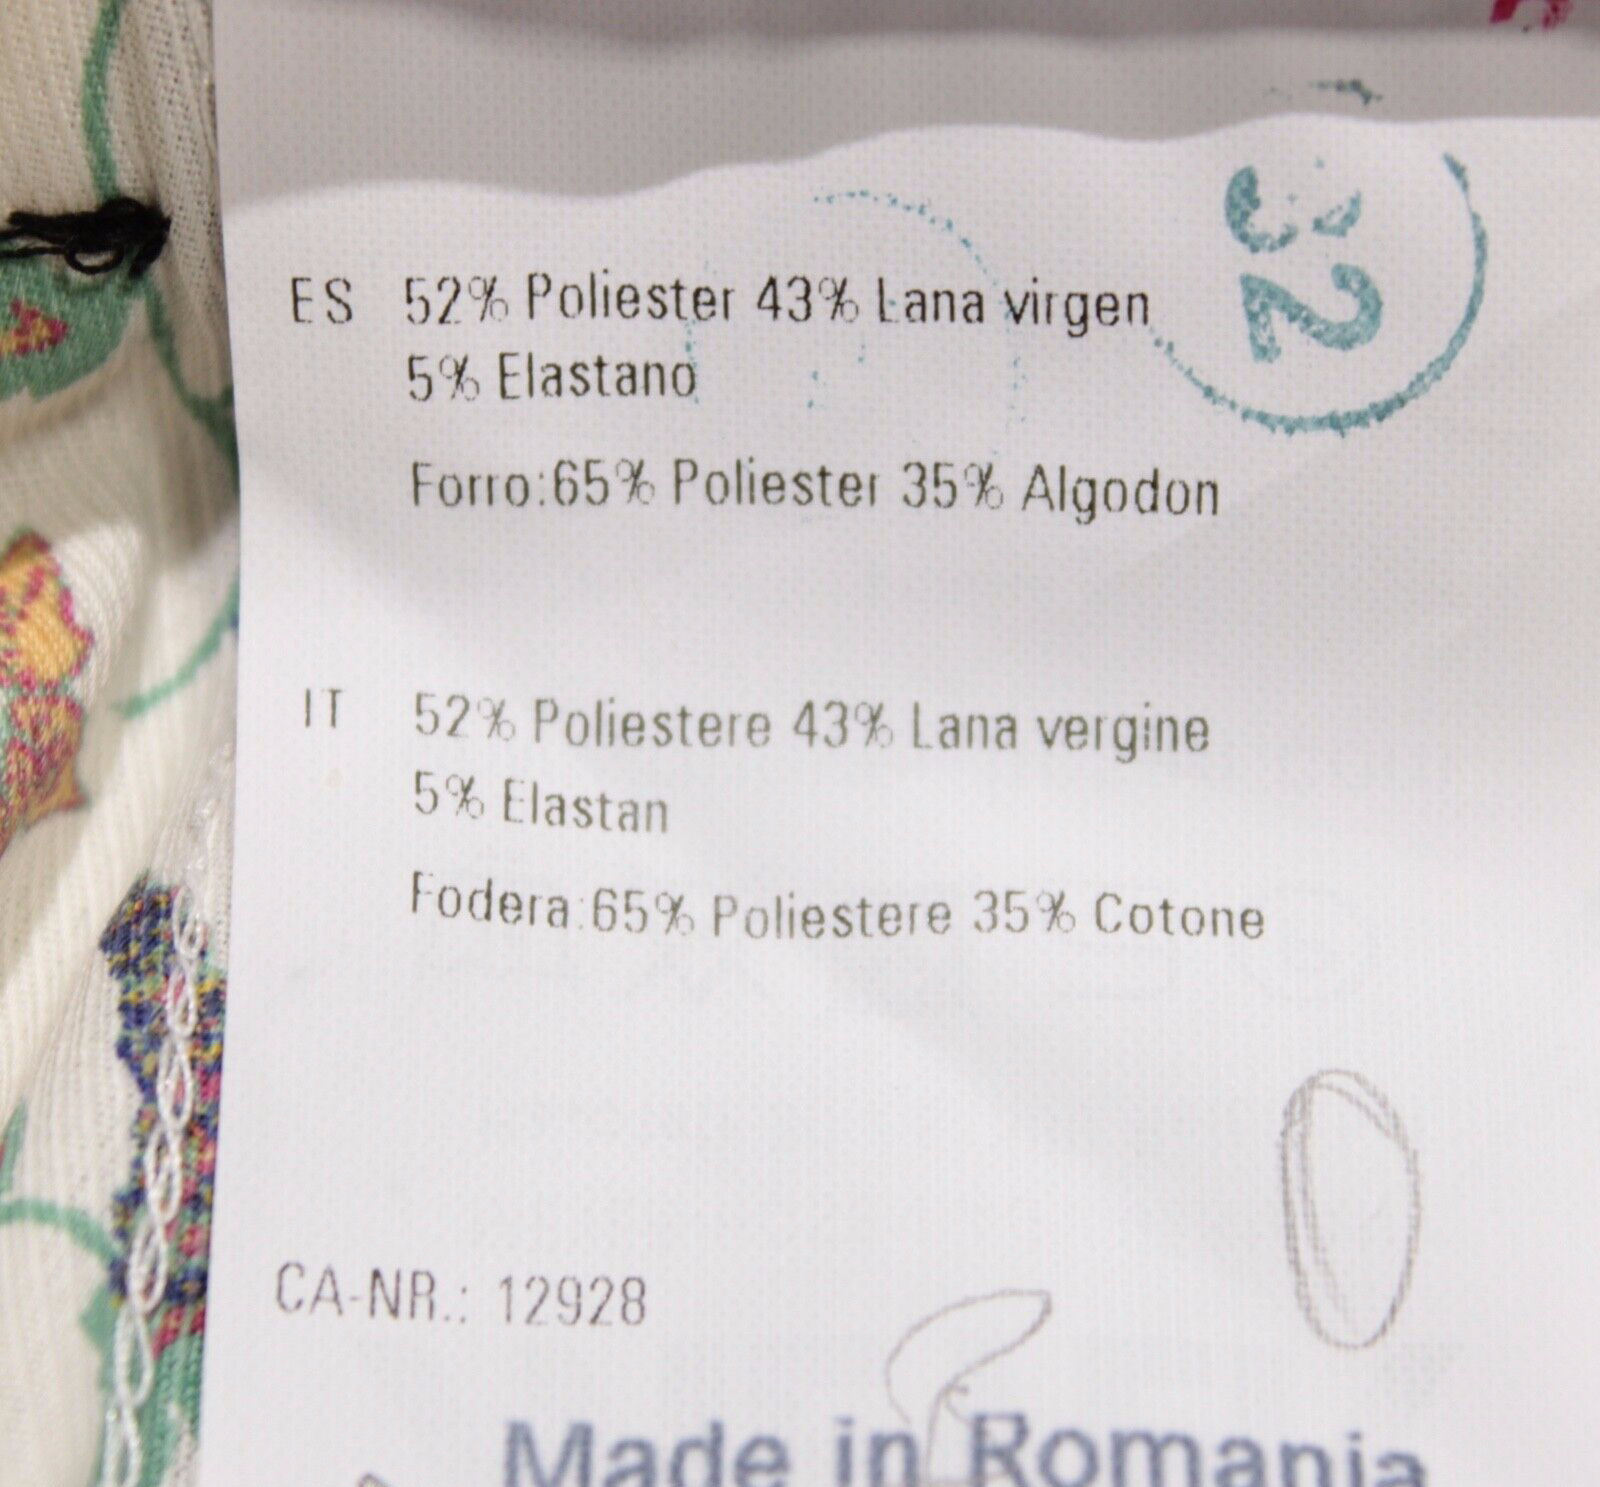 32
ES 52% Poliester 43% Lana virgen
5% Elastano
Forro:65% Poliester 35% Algodon
IT 52% Poliestere 43% Lana vergine
5% Elastan
Fodera:65% Poliestere 35% Cotone
CA-NR.: 12928
Made in Romania